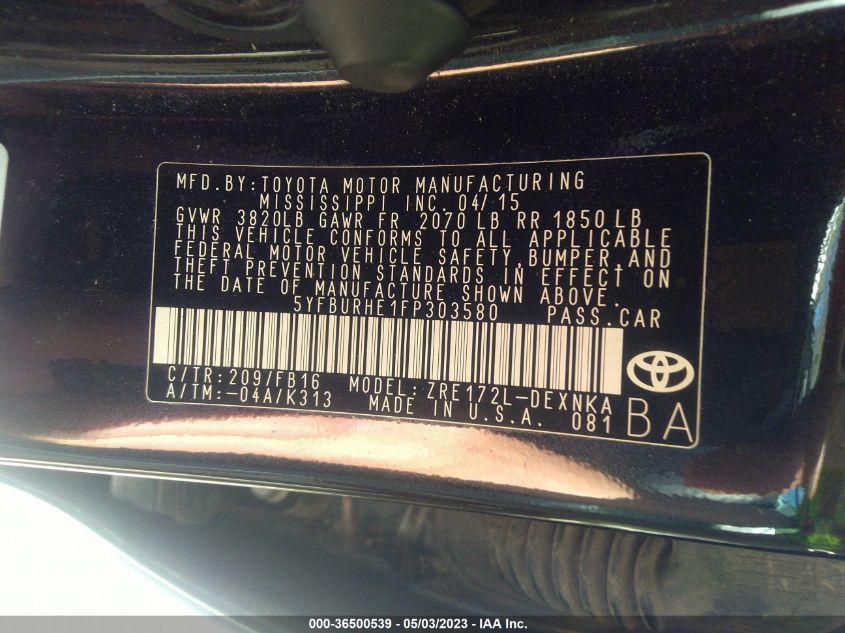 MFD. BY: TOYOTA MOTOR MANUFACTURING
MISSISSIPPI INC. 04/15
GVWR 3820LB GAWR FR 2070 LB RR 1850 LB
THIS VEHICLE CONFORMS TO ALL APPLICABLE
FEDERAL MOTOR VEHICLE SAFETY, BUMPER, AND
THEFT PREVENTION STANDARDS IN EFFECT ON
THE DATE OF MANUFACTURE SHOWN ABOVE.
5YFBURHE1FP303580 PASS. CAR
C/TR: 209/FB16 MODEL: ZRE172L-DEXNKA
A/TM: -04A/K313 MADE IN U.S.A. 081
BA
000-36500539 - 05/03/2023 - IAA Inc.